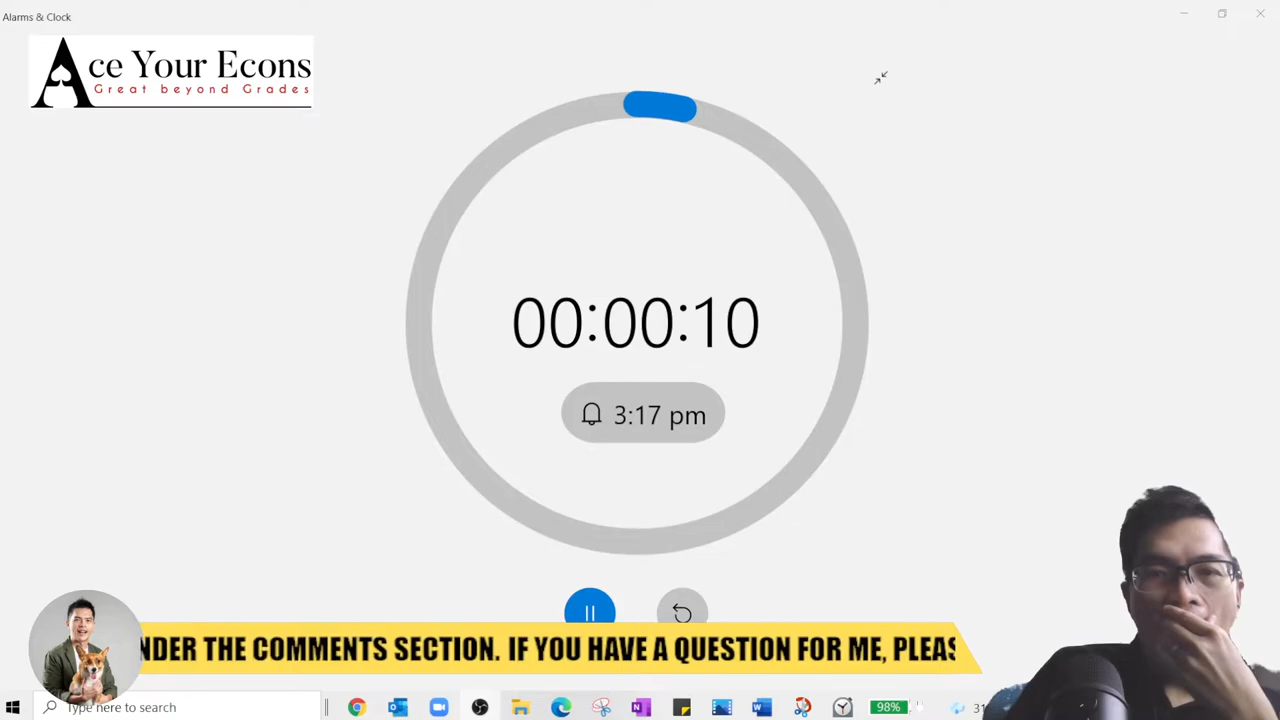 Alarms & Clock
Ace Your Econs
Great beyond Grades
00:00:10
3:17 pm
NDER THE COMMENTS SECTION. IF YOU HAVE A QUESTION FOR ME, PLEAS
Type here to search
98%
31